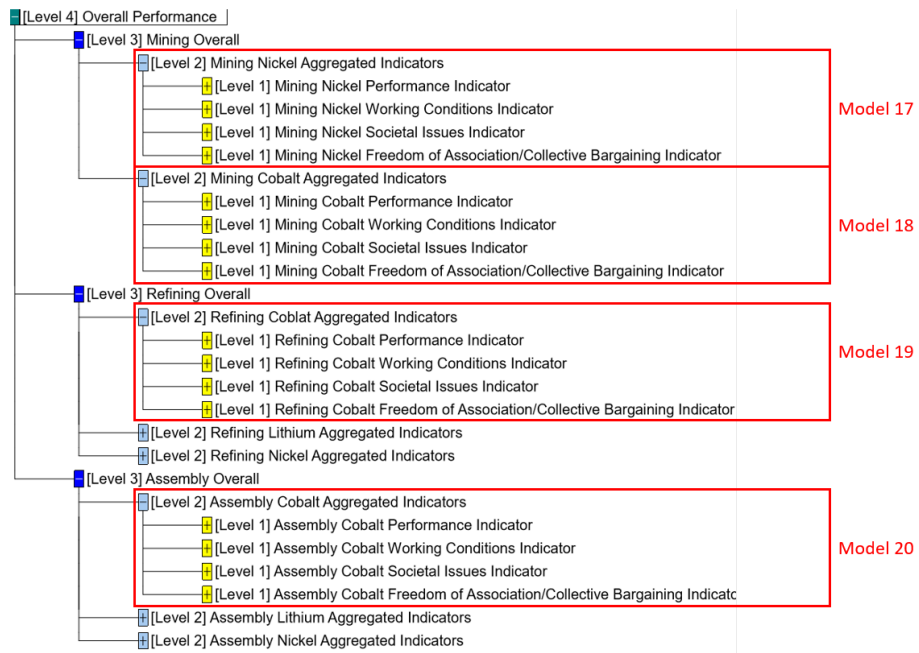 [Level 4] Overall Performance
[Level 3] Mining Overall
[Level 2] Mining Nickel Aggregated Indicators
[Level 1] Mining Nickel Performance Indicator
[Level 1] Mining Nickel Working Conditions Indicator
Model 17
[Level 1] Mining Nickel Societal Issues Indicator
[Level 1] Mining Nickel Freedom of Association/Collective Bargaining Indicator
[Level 2] Mining Cobalt Aggregated Indicators
[Level 1] Mining Cobalt Performance Indicator
[Level 1] Mining Cobalt Working Conditions Indicator
Model 18
[Level 1] Mining Cobalt Societal Issues Indicator
[Level 1] Mining Cobalt Freedom of Association/Collective Bargaining Indicator
[Level 3] Refining Overall
[Level 2] Refining Coblat Aggregated Indicators
[Level 1] Refining Cobalt Performance Indicator
Model 19
[Level 1] Refining Cobalt Working Conditions Indicator
[Level 1] Refining Cobalt Societal Issues Indicator
[Level 1] Refining Cobalt Freedom of Association/Collective Bargaining Indicator
[Level 2] Refining Lithium Aggregated Indicators
[Level 2] Refining Nickel Aggregated Indicators
[Level 3] Assembly Overall
[Level 2] Assembly Cobalt Aggregated Indicators
[Level 1] Assembly Cobalt Performance Indicator
[Level 1] Assembly Cobalt Working Conditions Indicator
Model 20
[Level 1] Assembly Cobalt Societal Issues Indicator
[Level 1] Assembly Cobalt Freedom of Association/Collective Bargaining Indicatc
[Level 2] Assembly Lithium Aggregated Indicators
[Level 2] Assembly Nickel Aggregated Indicators